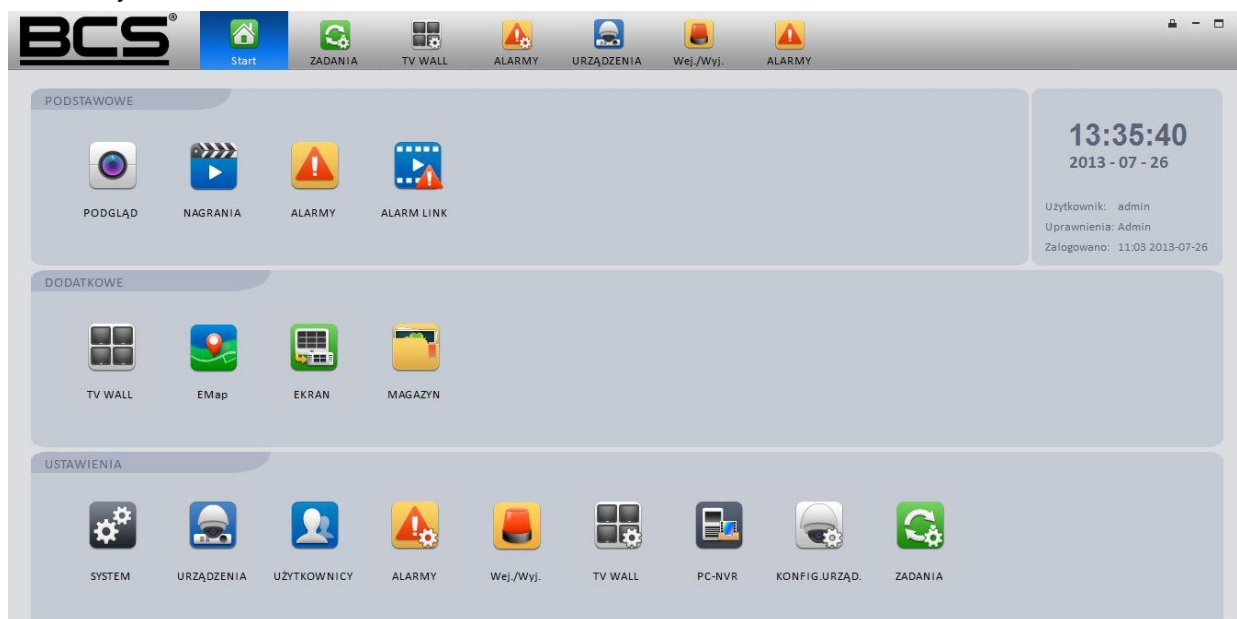 BCS®
Start ZADANIA TV WALL ALARMY URZĄDZENIA Wej./Wyj. ALARMY
PODSTAWOWE
PODGLĄD NAGRANIA ALARMY ALARM LINK
13:35:40
2013 - 07 - 26
Użytkownik: admin
Uprawnienia: Admin
Zalogowano: 11:03 2013-07-26
DODATKOWE
TV WALL EMap EKRAN MAGAZYN
USTAWIENIA
SYSTEM URZĄDZENIA UŻYTKOWNICY ALARMY Wej./Wyj. TV WALL PC-NVR KONFIG.URZĄD. ZADANIA